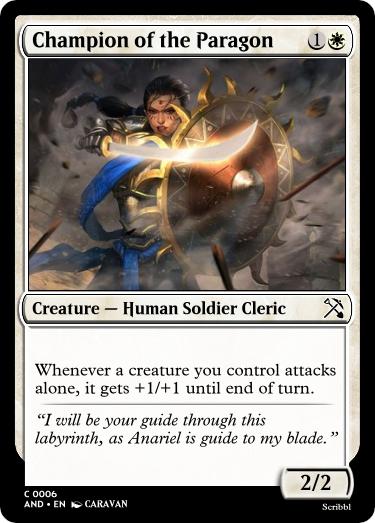 Champion of the Paragon 1
Creature — Human Soldier Cleric
Whenever a creature you control attacks
alone, it gets +1/+1 until end of turn.
“I will be your guide through this
labyrinth, as Anariel is guide to my blade.”
2/2
C 0006
AND • EN CARAVAN
Scribbl